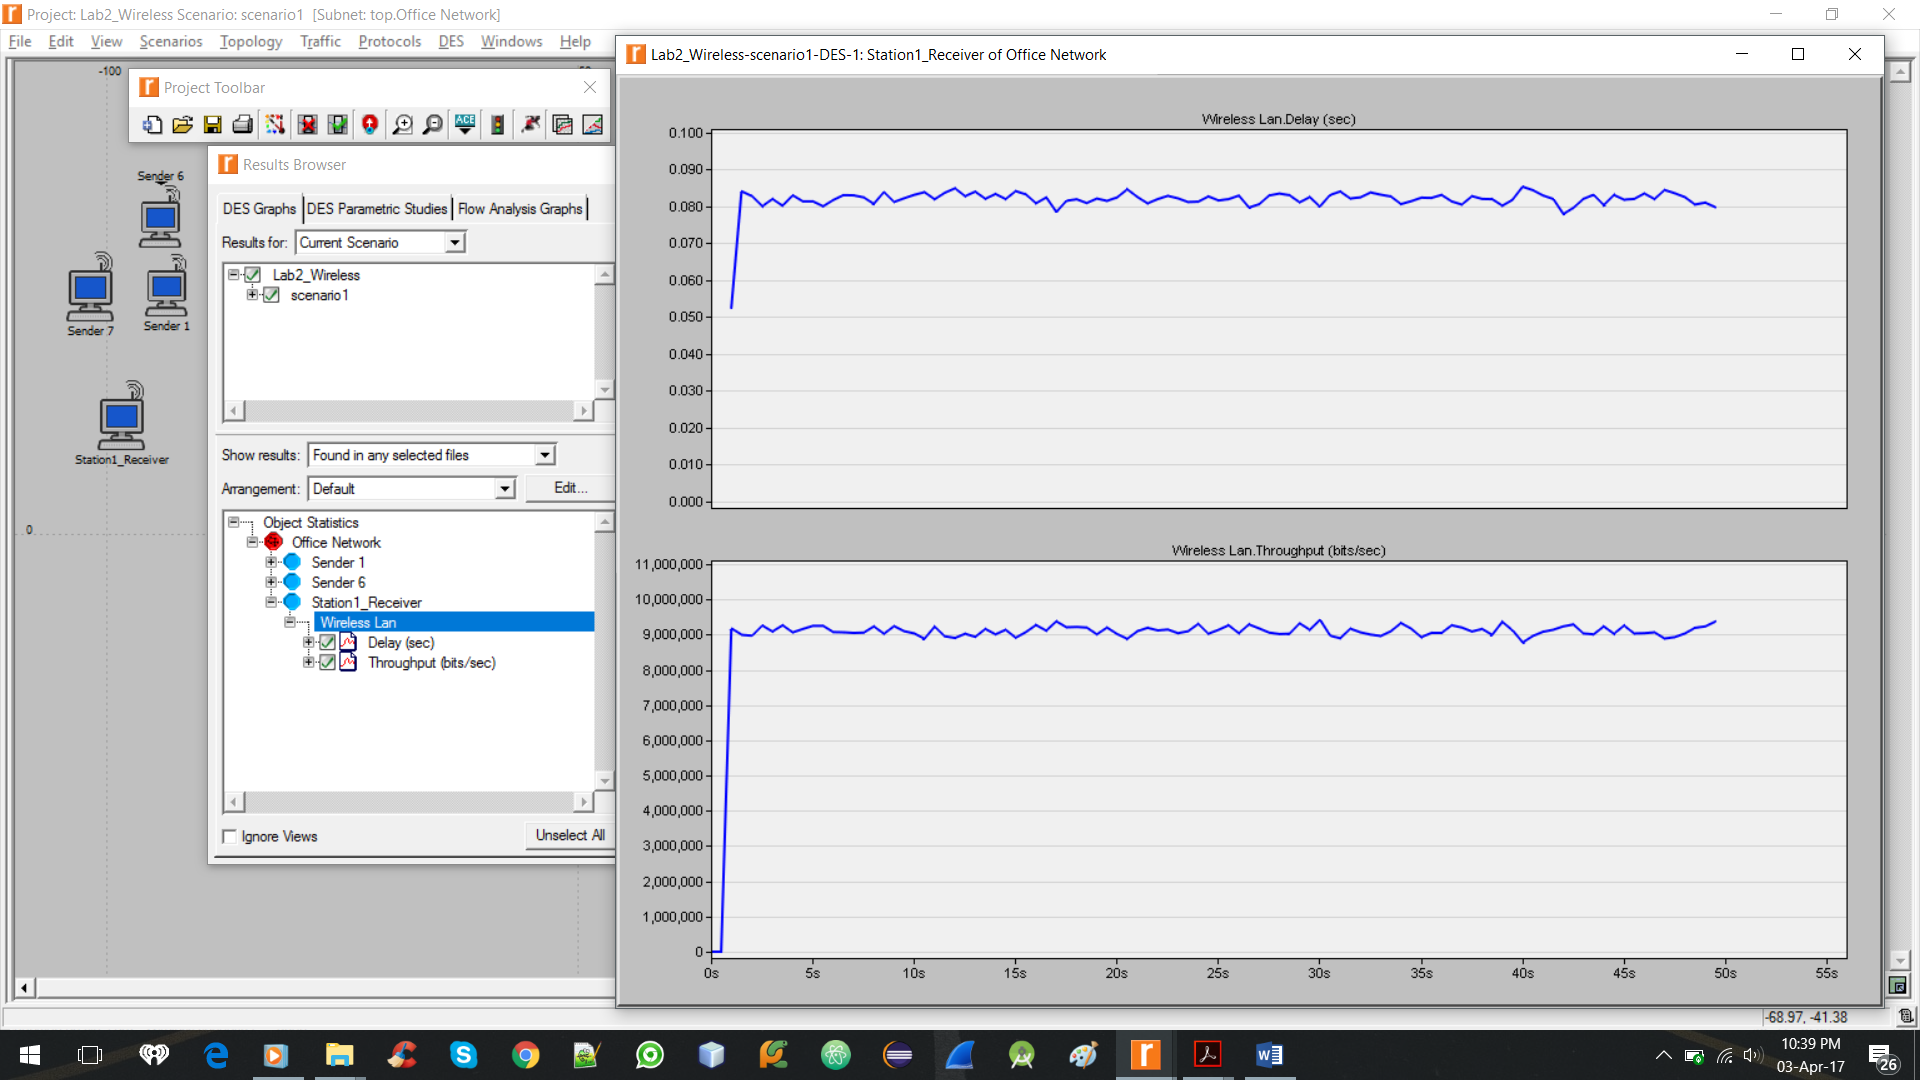 Project: Lab2_Wireless Scenario: scenario1 [Subnet: top.Office Network]
File Edit View Scenarios Topology Traffic Protocols DES Windows Help
-100
Project Toolbar
ACE
Sender 6
Sender 7
Sender 1
Station1_Receiver
0
Results Browser
DES Graphs DES Parametric Studies Flow Analysis Graphs
Results for: Current Scenario
Lab2_Wireless
scenario1
Show results: Found in any selected files
Arrangement: Default Edit...
Object Statistics
Office Network
Sender 1
Sender 6
Station1_Receiver
Wireless Lan
Delay (sec)
Throughput (bits/sec)
Ignore Views Unselect All
Lab2_Wireless-scenario1-DES-1: Station1_Receiver of Office Network
Wireless Lan.Delay (sec)
0.100
0.090
0.080
0.070
0.060
0.050
0.040
0.030
0.020
0.010
0.000
Wireless Lan.Throughput (bits/sec)
11,000,000
10,000,000
9,000,000
8,000,000
7,000,000
6,000,000
5,000,000
4,000,000
3,000,000
2,000,000
1,000,000
0
0s 5s 10s 15s 20s 25s 30s 35s 40s 45s 50s 55s
-68.97, -41.38
10:39 PM
03-Apr-17
26